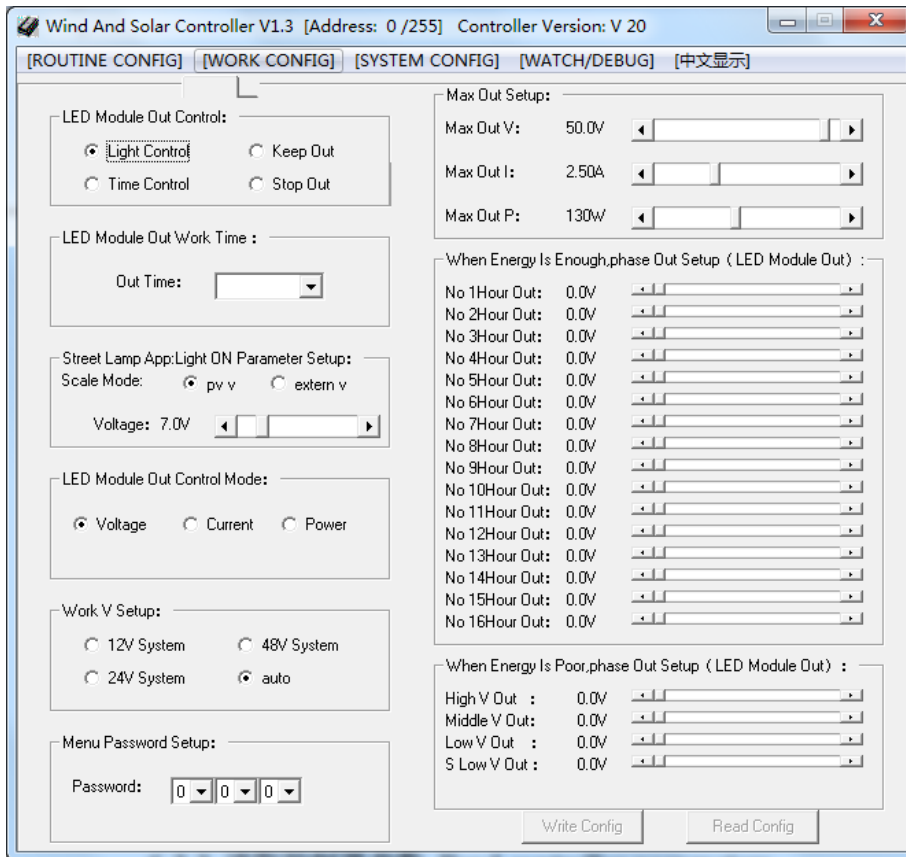 Wind And Solar Controller V1.3 [Address: 0 /255] Controller Version: V 20
[ROUTINE CONFIG] [WORK CONFIG] [SYSTEM CONFIG] [WATCH/DEBUG] [中文显示]
LED Module Out Control:
Light Control
Keep Out
Time Control
Stop Out
LED Module Out Work Time :
Out Time:
Street Lamp App:Light ON Parameter Setup:
Scale Mode: pv v extern v
Voltage: 7.0V
LED Module Out Control Mode:
Voltage Current Power
Work V Setup:
12V System 48V System
24V System auto
Menu Password Setup:
Password: 0 0 0
Max Out Setup:
Max Out V: 50.0V
Max Out I: 2.50A
Max Out P: 130W
When Energy Is Enough,phase Out Setup ( LED Module Out ) :
No 1Hour Out: 0.0V
No 2Hour Out: 0.0V
No 3Hour Out: 0.0V
No 4Hour Out: 0.0V
No 5Hour Out: 0.0V
No 6Hour Out: 0.0V
No 7Hour Out: 0.0V
No 8Hour Out: 0.0V
No 9Hour Out: 0.0V
No 10Hour Out: 0.0V
No 11Hour Out: 0.0V
No 12Hour Out: 0.0V
No 13Hour Out: 0.0V
No 14Hour Out: 0.0V
No 15Hour Out: 0.0V
No 16Hour Out: 0.0V
When Energy Is Poor,phase Out Setup ( LED Module Out ) :
High V Out : 0.0V
Middle V Out: 0.0V
Low V Out : 0.0V
S Low V Out : 0.0V
Write Config Read Config